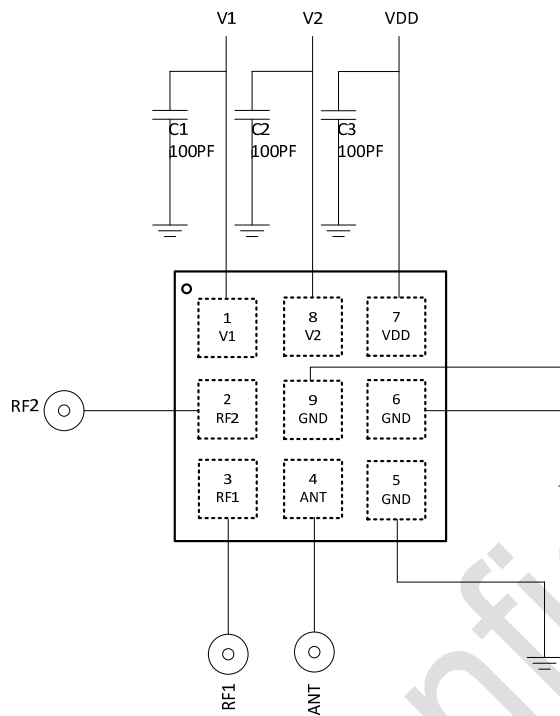 V1 V2 VDD
C1 C2 C3
100PF 100PF 100PF
1 8 7
V1 V2 VDD
RF2
2 9 6
RF2 GND GND
3 4 5
RF1 ANT GND
RF1 ANT